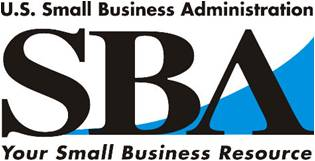 U.S. Small Business Administration
SBA
Your Small Business Resource